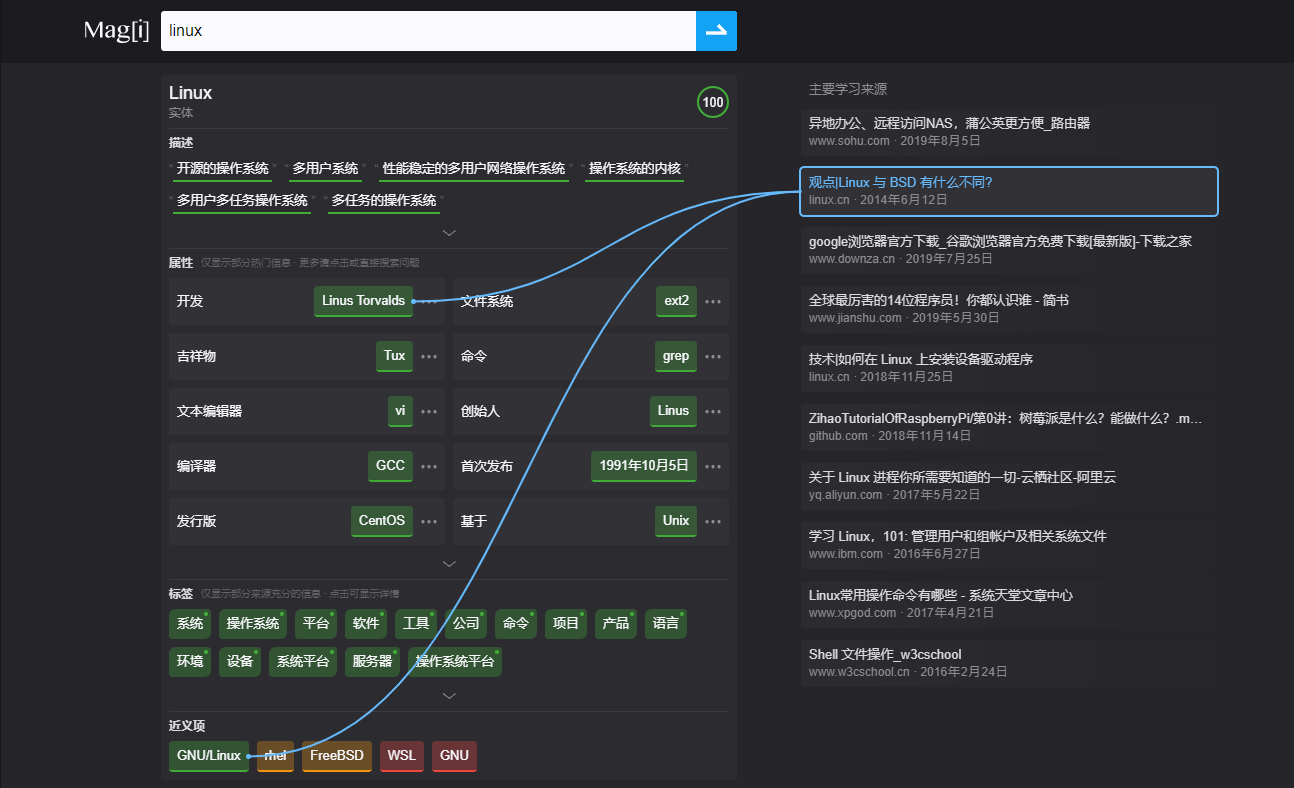 Mag[i]
linux
Linux
实体
100
描述
“ 开源的操作系统 ” “ 多用户系统 ” “ 性能稳定的多用户网络操作系统 ” “ 操作系统的内核 ”
“ 多用户多任务操作系统 ” “ 多任务的操作系统 ”
属性 仅显示部分热门信息 · 更多请点击或直接搜索问题
开发 Linus Torvalds
文件系统 ext2
吉祥物 Tux
命令 grep
文本编辑器 vi
创始人 Linus
编译器 GCC
首次发布 1991年10月5日
发行版 CentOS
基于 Unix
标签 仅显示部分来源充分的信息 · 点击可显示详情
系统 操作系统 平台 软件 工具 公司 命令 项目 产品 语言
环境 设备 系统平台 服务器 操作系统平台
近义项
GNU/Linux rhel FreeBSD WSL GNU
主要学习来源
异地办公、远程访问NAS，蒲公英更方便_路由器
www.sohu.com · 2019年8月5日
观点|Linux 与 BSD 有什么不同?
linux.cn · 2014年6月12日
google浏览器官方下载_谷歌浏览器官方免费下载[最新版]-下载之家
www.downza.cn · 2019年7月25日
全球最厉害的14位程序员！你都认识谁 - 简书
www.jianshu.com · 2019年5月30日
技术|如何在 Linux 上安装设备驱动程序
linux.cn · 2018年11月25日
ZihaoTutorialOfRaspberryPi/第0讲：树莓派是什么？能做什么？.m...
github.com · 2018年11月14日
关于 Linux 进程你所需要知道的一切-云栖社区-阿里云
yq.aliyun.com · 2017年5月22日
学习 Linux，101: 管理用户和组帐户及相关系统文件
www.ibm.com · 2016年6月27日
Linux常用操作命令有哪些 - 系统天堂文章中心
www.xpgod.com · 2017年4月21日
Shell 文件操作_w3cschool
www.w3cschool.cn · 2016年2月24日